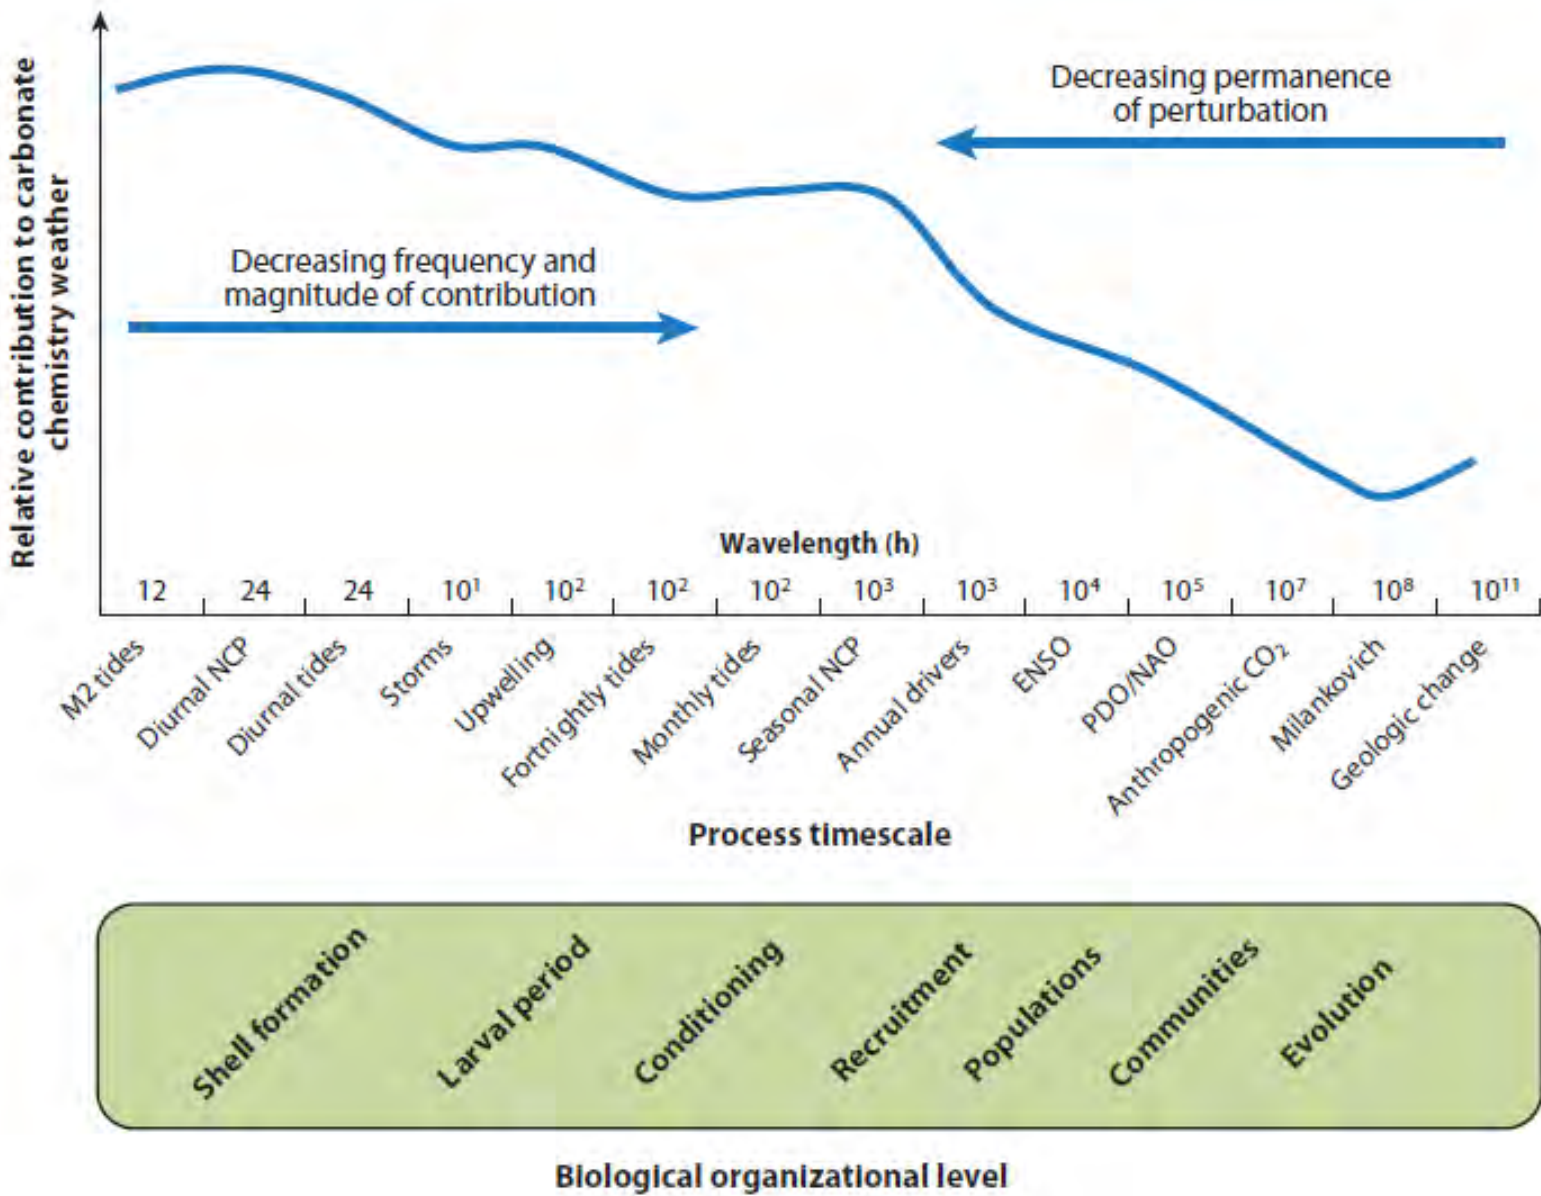 Relative contribution to carbonate
chemistry weather
Decreasing permanence
of perturbation
Decreasing frequency and
magnitude of contribution
Wavelength (h)
12 24 24 10¹ 10² 10² 10² 10³ 10³ 10⁴ 10⁵ 10⁷ 10⁸ 10¹¹
M2 tides
Diurnal NCP
Diurnal tides
Storms
Upwelling
Fortnightly tides
Monthly tides
Seasonal NCP
Annual drivers
ENSO
PDO/NAO
Anthropogenic CO₂
Milankovich
Geologic change
Process timescale
Shell formation
Larval period
Conditioning
Recruitment
Populations
Communities
Evolution
Biological organizational level